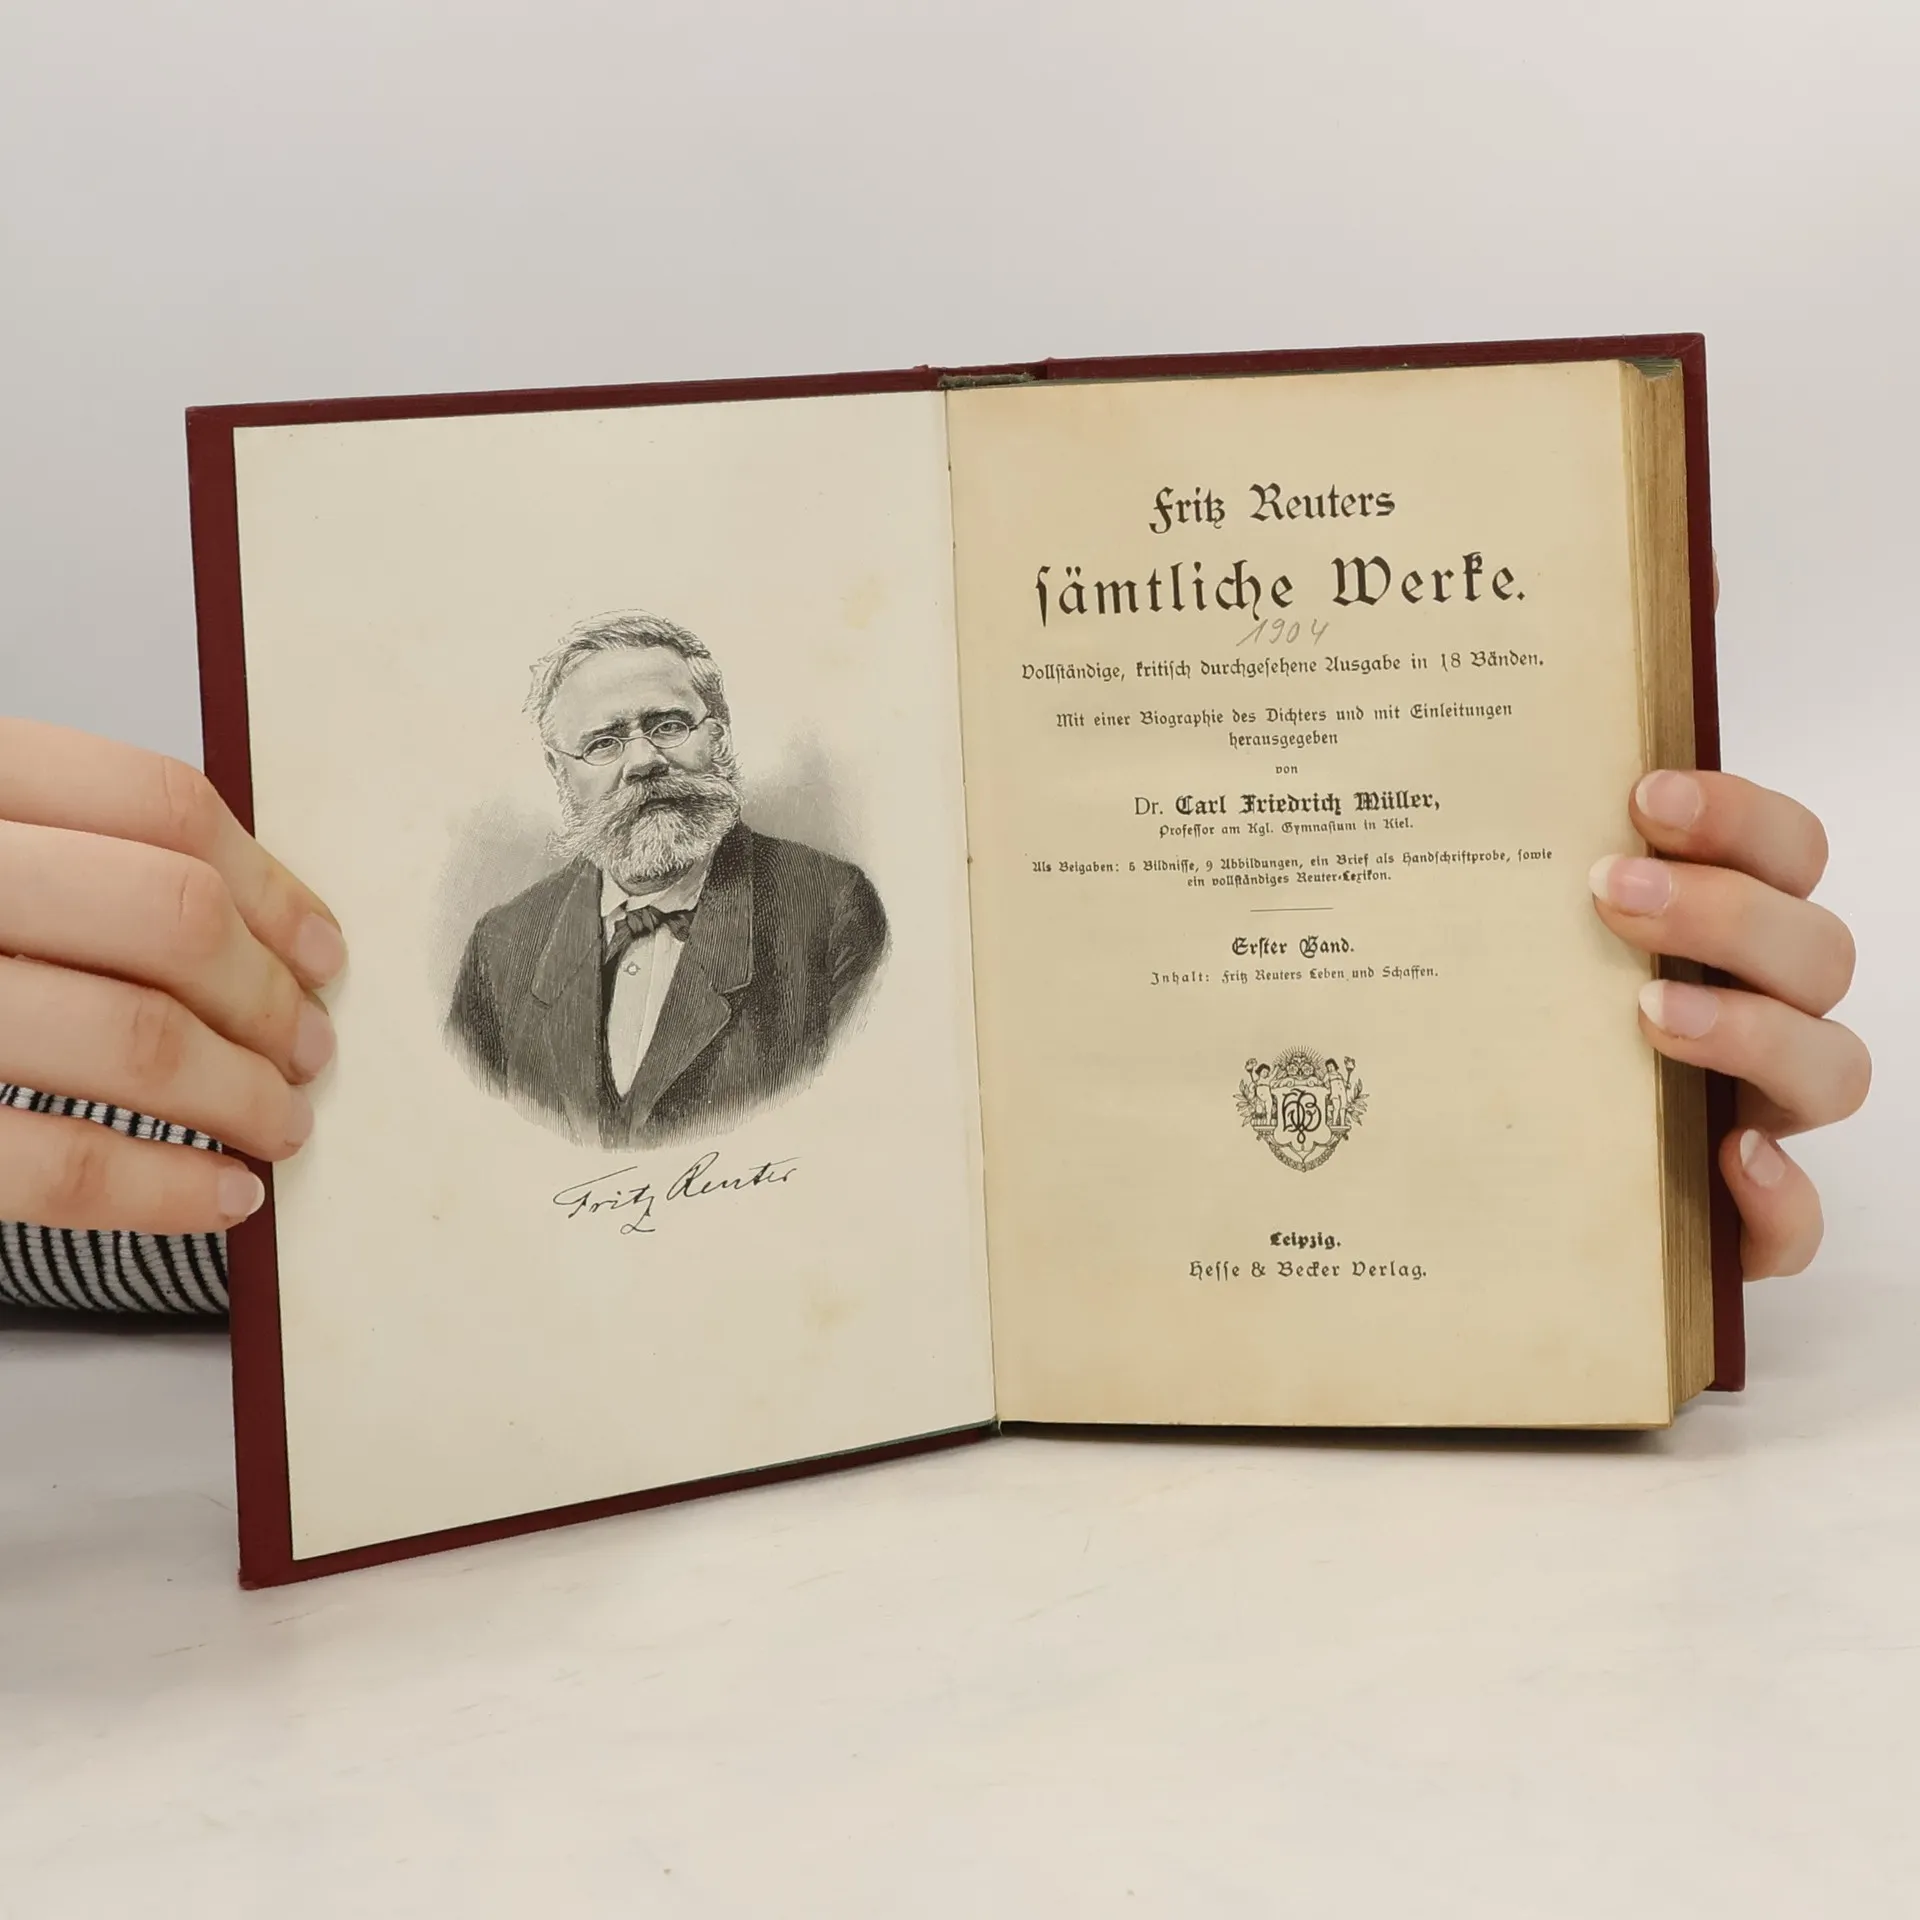 Fritz Reuter
Fritz Reuters
ſämtliche Werke.
1904
Vollſtändige, kritiſch durchgeſehene Ausgabe in 18 Bänden.
Mit einer Biographie des Dichters und mit Einleitungen
herausgegeben
von
Dr. Carl Friedrich Müller,
Profeſſor am Kgl. Gymnaſium in Kiel.
Als Beigaben: 5 Bildniſſe, 9 Abbildungen, ein Brief als Handſchriftprobe, ſowie
ein vollſtändiges Reuter-Lexikon.
Erſter Band.
Inhalt: Fritz Reuters Leben und Schaffen.
Leipzig.
Heſſe & Becker Verlag.